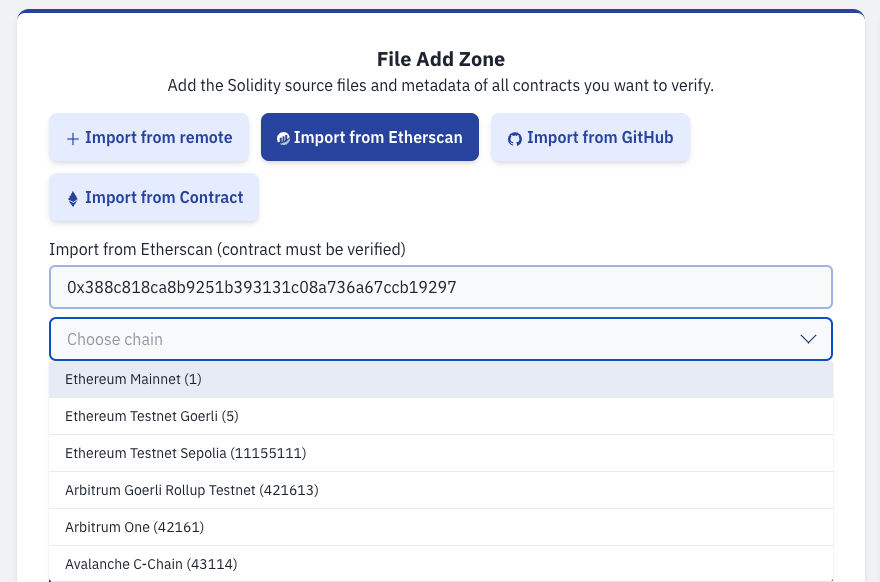 File Add Zone
Add the Solidity source files and metadata of all contracts you want to verify.
Import from remote
Import from Etherscan
Import from GitHub
Import from Contract
Import from Etherscan (contract must be verified)
0x388c818ca8b9251b393131c08a736a67ccb19297
Choose chain
Ethereum Mainnet (1)
Ethereum Testnet Goerli (5)
Ethereum Testnet Sepolia (11155111)
Arbitrum Goerli Rollup Testnet (421613)
Arbitrum One (42161)
Avalanche C-Chain (43114)